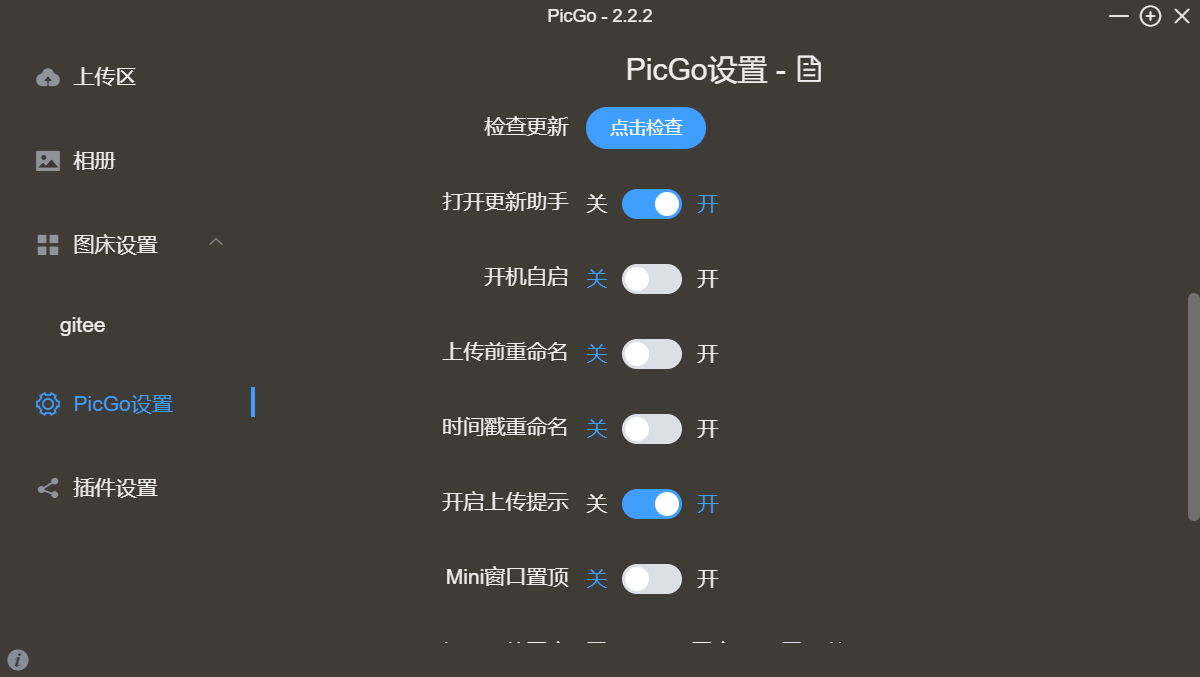 PicGo - 2.2.2
上传区
相册
图床设置
gitee
PicGo设置
插件设置
PicGo设置 -
检查更新 点击检查
打开更新助手 关 开
开机自启 关 开
上传前重命名 关 开
时间戳重命名 关 开
开启上传提示 关 开
Mini窗口置顶 关 开